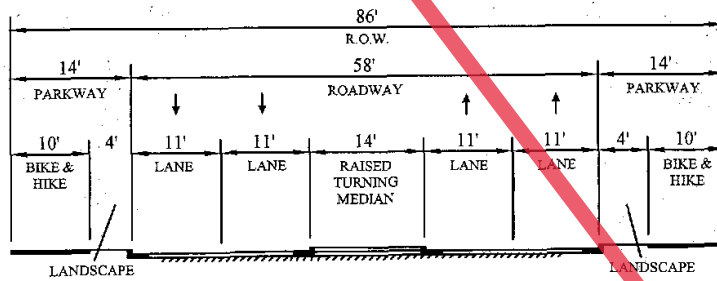 86'
R.O.W.
14' 58' 14'
PARKWAY ROADWAY PARKWAY
10' 4' 11' 11' 14' 11' 11' 4' 10'
BIKE & HIKE LANE LANE RAISED TURNING MEDIAN LANE LANE BIKE & HIKE
LANDSCAPE LANDSCAPE